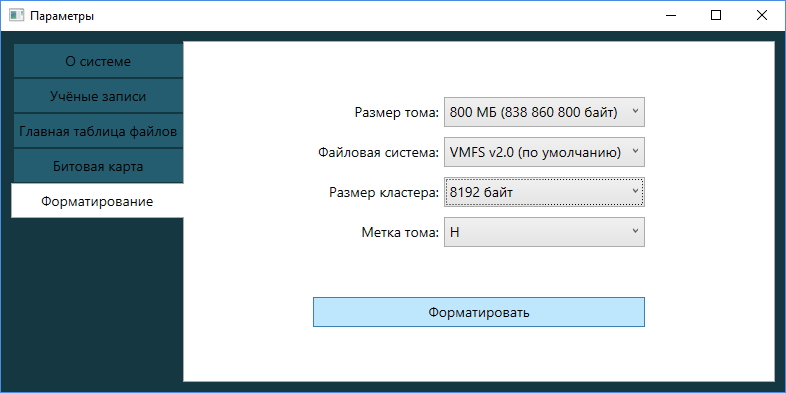 Параметры
О системе
Учёные записи
Главная таблица файлов
Битовая карта
Форматирование
Размер тома: 800 МБ (838 860 800 байт)
Файловая система: VMFS v2.0 (по умолчанию)
Размер кластера: 8192 байт
Метка тома: H
Форматировать